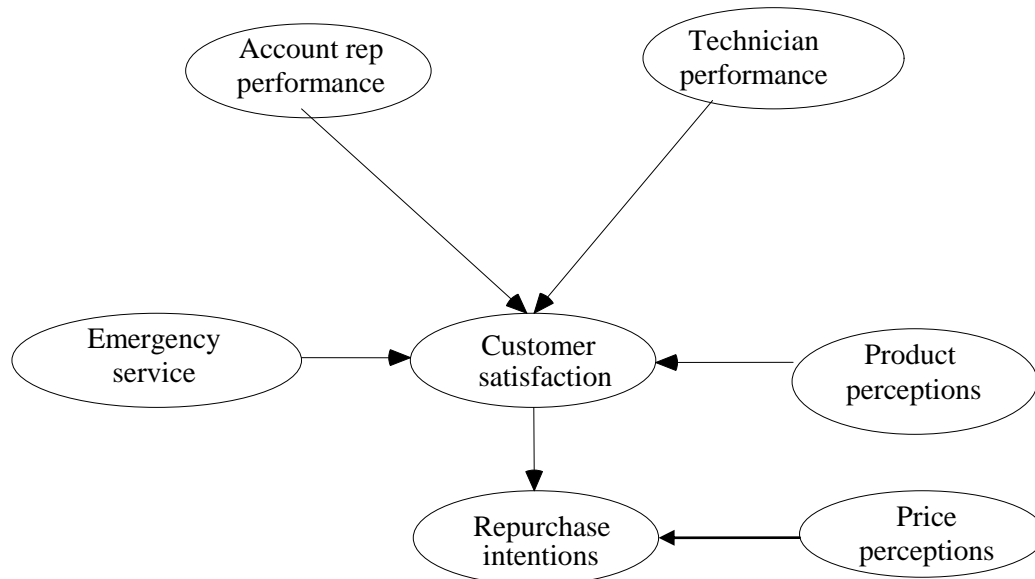 Account rep
performance
Technician
performance
Emergency
service
Customer
satisfaction
Product
perceptions
Repurchase
intentions
Price
perceptions